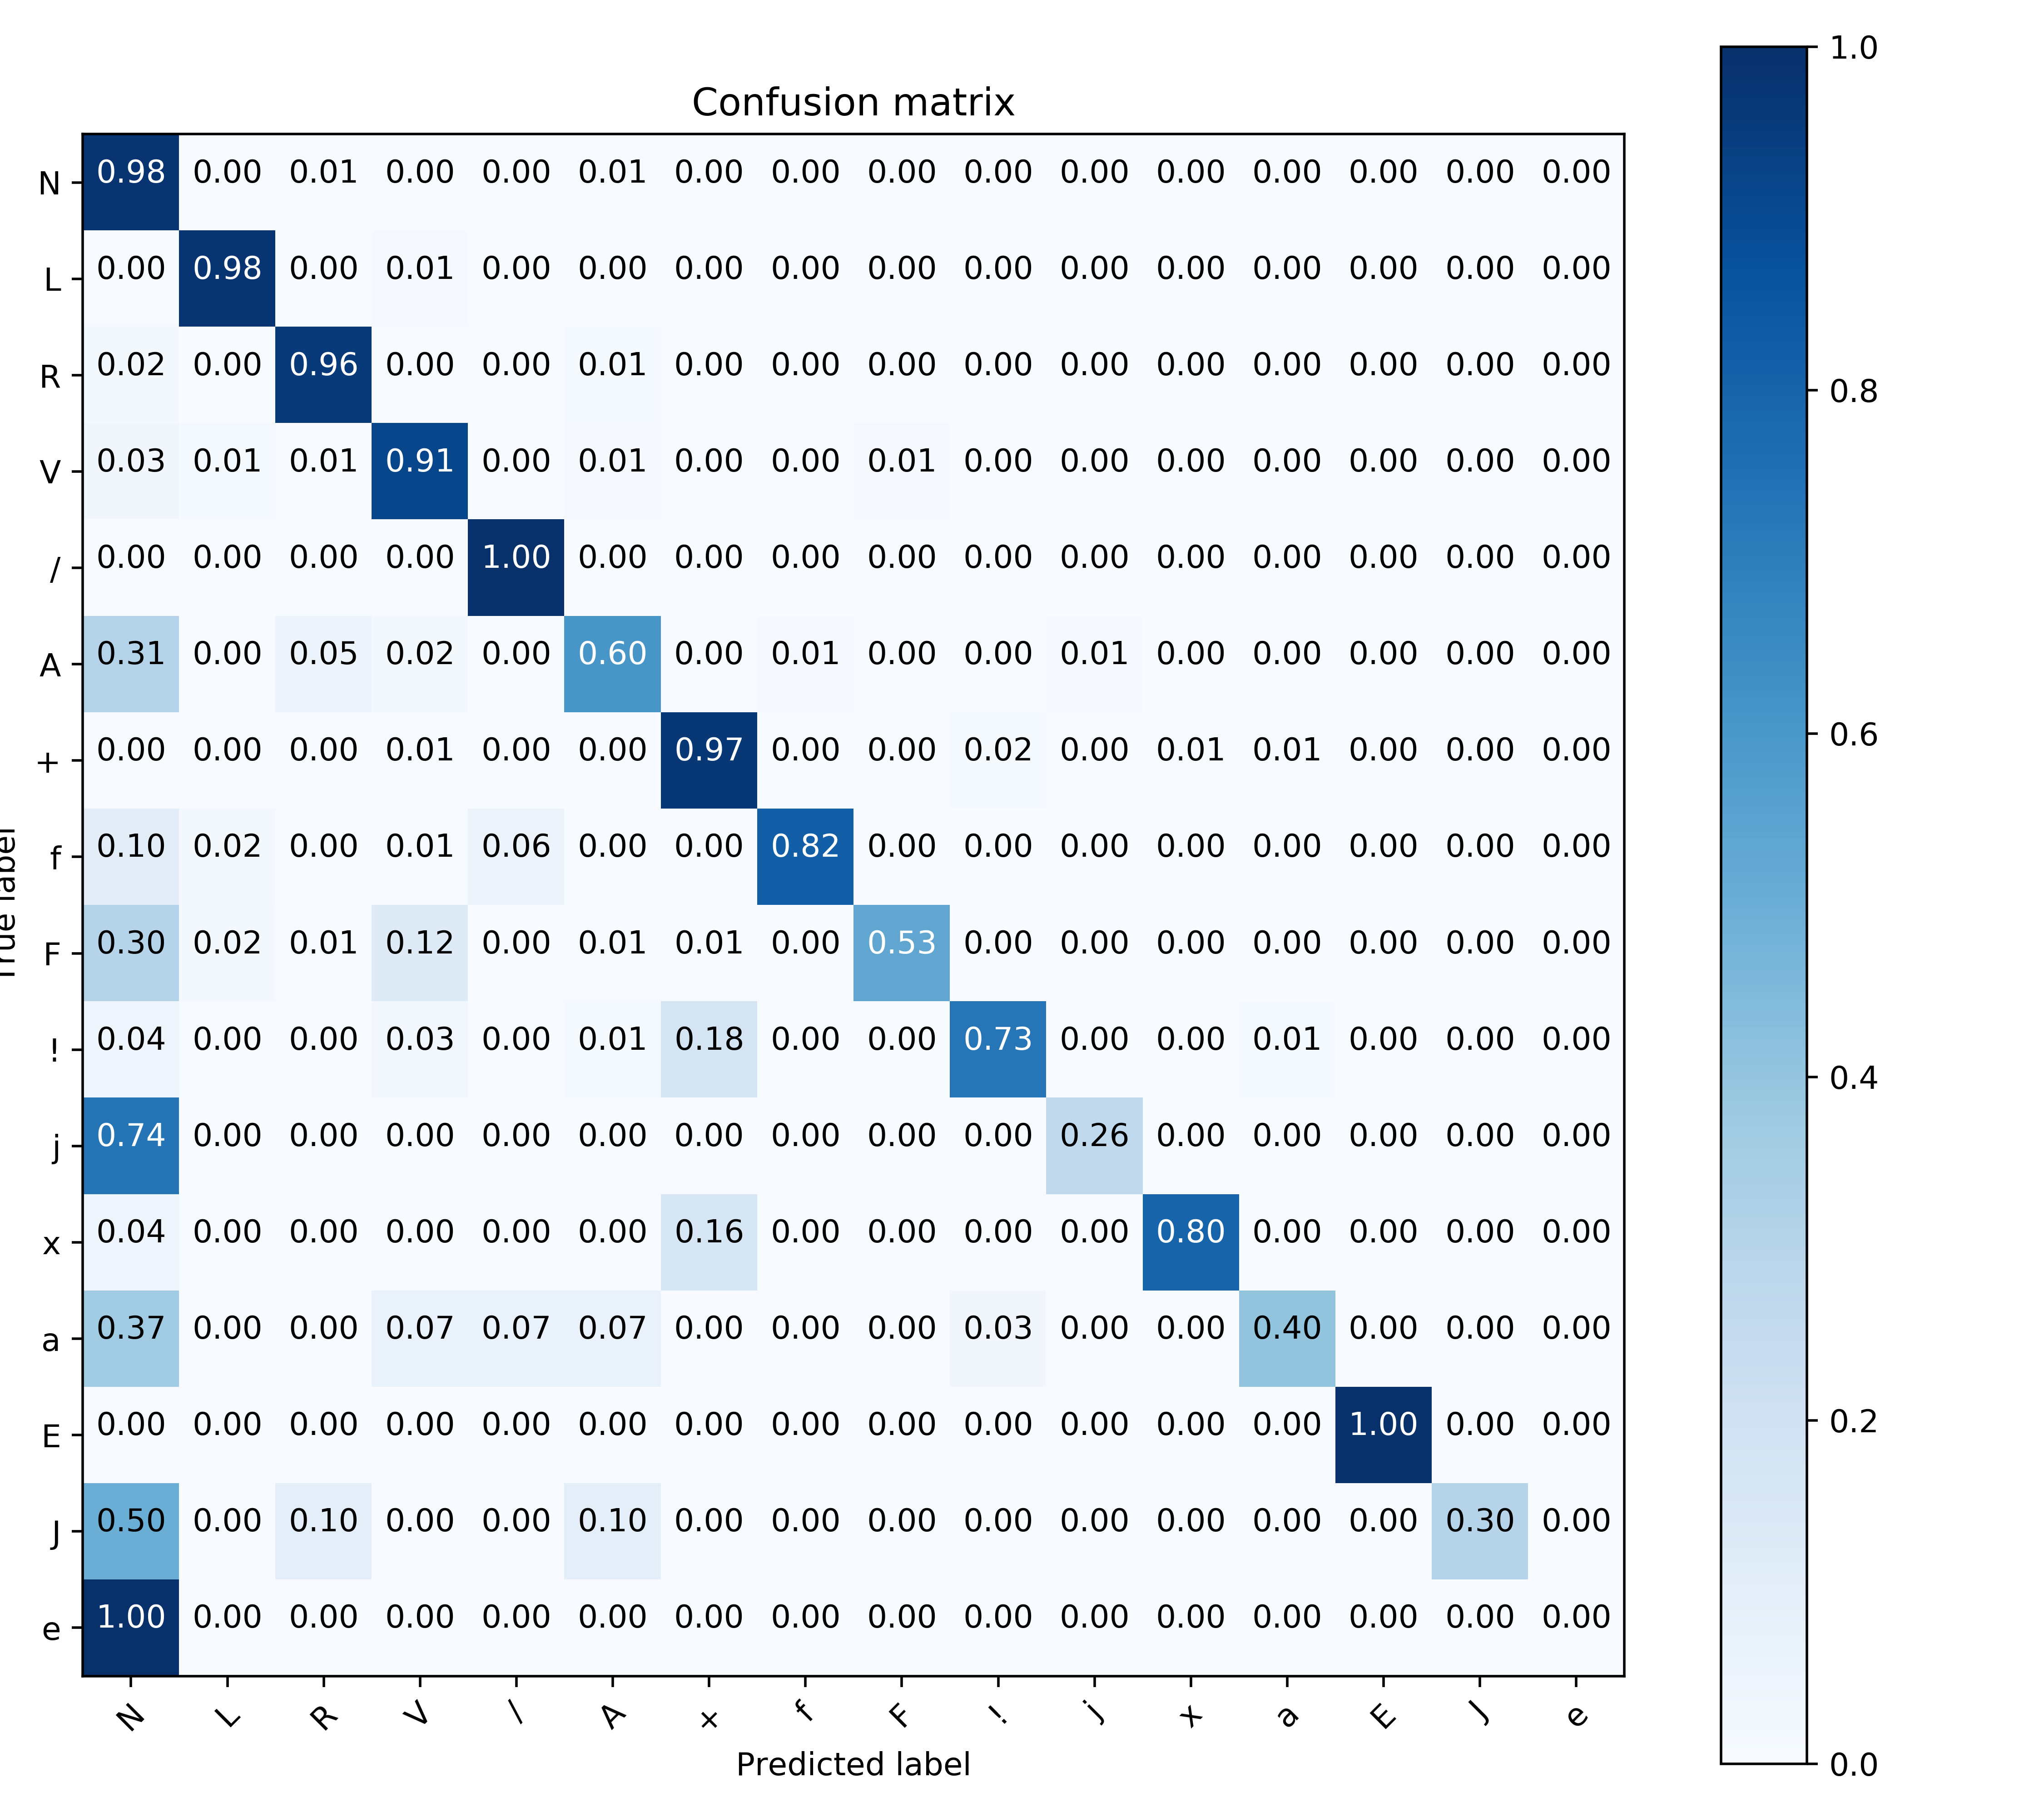 Confusion matrix
N 0.98 0.00 0.01 0.00 0.00 0.01 0.00 0.00 0.00 0.00 0.00 0.00 0.00 0.00 0.00 0.00
L 0.00 0.98 0.00 0.01 0.00 0.00 0.00 0.00 0.00 0.00 0.00 0.00 0.00 0.00 0.00 0.00
R 0.02 0.00 0.96 0.00 0.00 0.01 0.00 0.00 0.00 0.00 0.00 0.00 0.00 0.00 0.00 0.00
V 0.03 0.01 0.01 0.91 0.00 0.01 0.00 0.00 0.01 0.00 0.00 0.00 0.00 0.00 0.00 0.00
/ 0.00 0.00 0.00 0.00 1.00 0.00 0.00 0.00 0.00 0.00 0.00 0.00 0.00 0.00 0.00 0.00
A 0.31 0.00 0.05 0.02 0.00 0.60 0.00 0.01 0.00 0.00 0.01 0.00 0.00 0.00 0.00 0.00
+ 0.00 0.00 0.00 0.01 0.00 0.00 0.97 0.00 0.00 0.02 0.00 0.01 0.01 0.00 0.00 0.00
f 0.10 0.02 0.00 0.01 0.06 0.00 0.00 0.82 0.00 0.00 0.00 0.00 0.00 0.00 0.00 0.00
F 0.30 0.02 0.01 0.12 0.00 0.01 0.01 0.00 0.53 0.00 0.00 0.00 0.00 0.00 0.00 0.00
! 0.04 0.00 0.00 0.03 0.00 0.01 0.18 0.00 0.00 0.73 0.00 0.00 0.01 0.00 0.00 0.00
j 0.74 0.00 0.00 0.00 0.00 0.00 0.00 0.00 0.00 0.00 0.26 0.00 0.00 0.00 0.00 0.00
x 0.04 0.00 0.00 0.00 0.00 0.00 0.16 0.00 0.00 0.00 0.00 0.80 0.00 0.00 0.00 0.00
a 0.37 0.00 0.00 0.07 0.07 0.07 0.00 0.00 0.00 0.03 0.00 0.00 0.40 0.00 0.00 0.00
E 0.00 0.00 0.00 0.00 0.00 0.00 0.00 0.00 0.00 0.00 0.00 0.00 0.00 1.00 0.00 0.00
J 0.50 0.00 0.10 0.00 0.00 0.10 0.00 0.00 0.00 0.00 0.00 0.00 0.00 0.00 0.30 0.00
e 1.00 0.00 0.00 0.00 0.00 0.00 0.00 0.00 0.00 0.00 0.00 0.00 0.00 0.00 0.00 0.00
N L R V / A + f F ! j x a E J e
Predicted label
True label
1.0
0.8
0.6
0.4
0.2
0.0